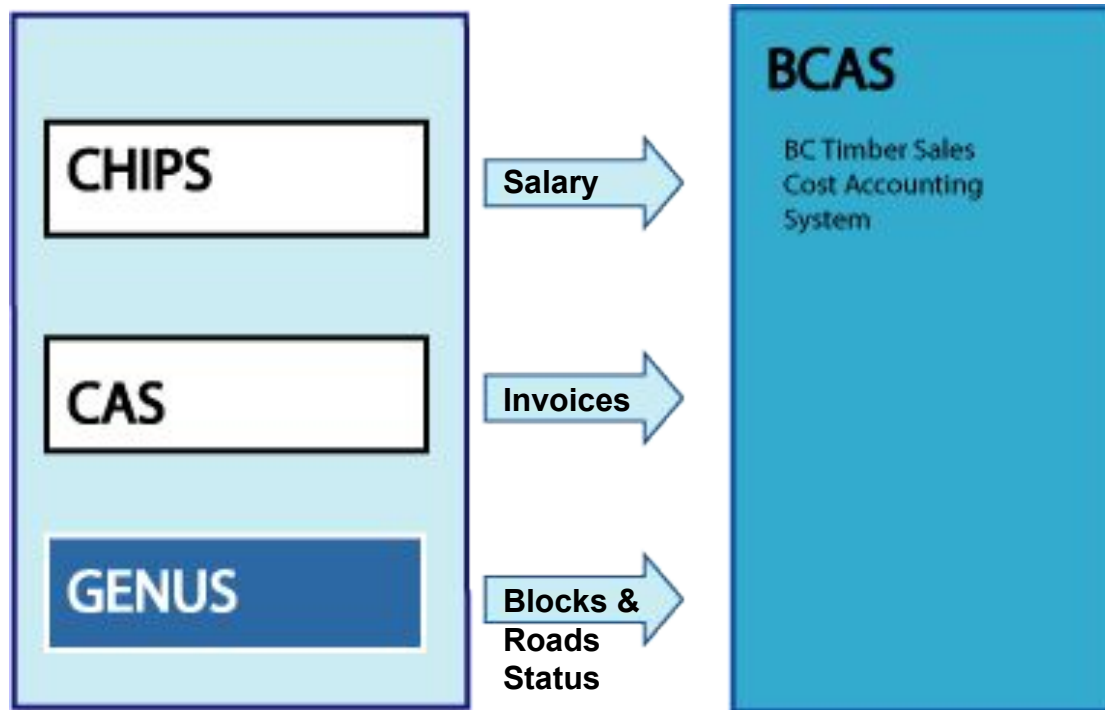 CHIPS
Salary
BCAS
BC Timber Sales
Cost Accounting
System
CAS
Invoices
GENUS
Blocks &
Roads
Status